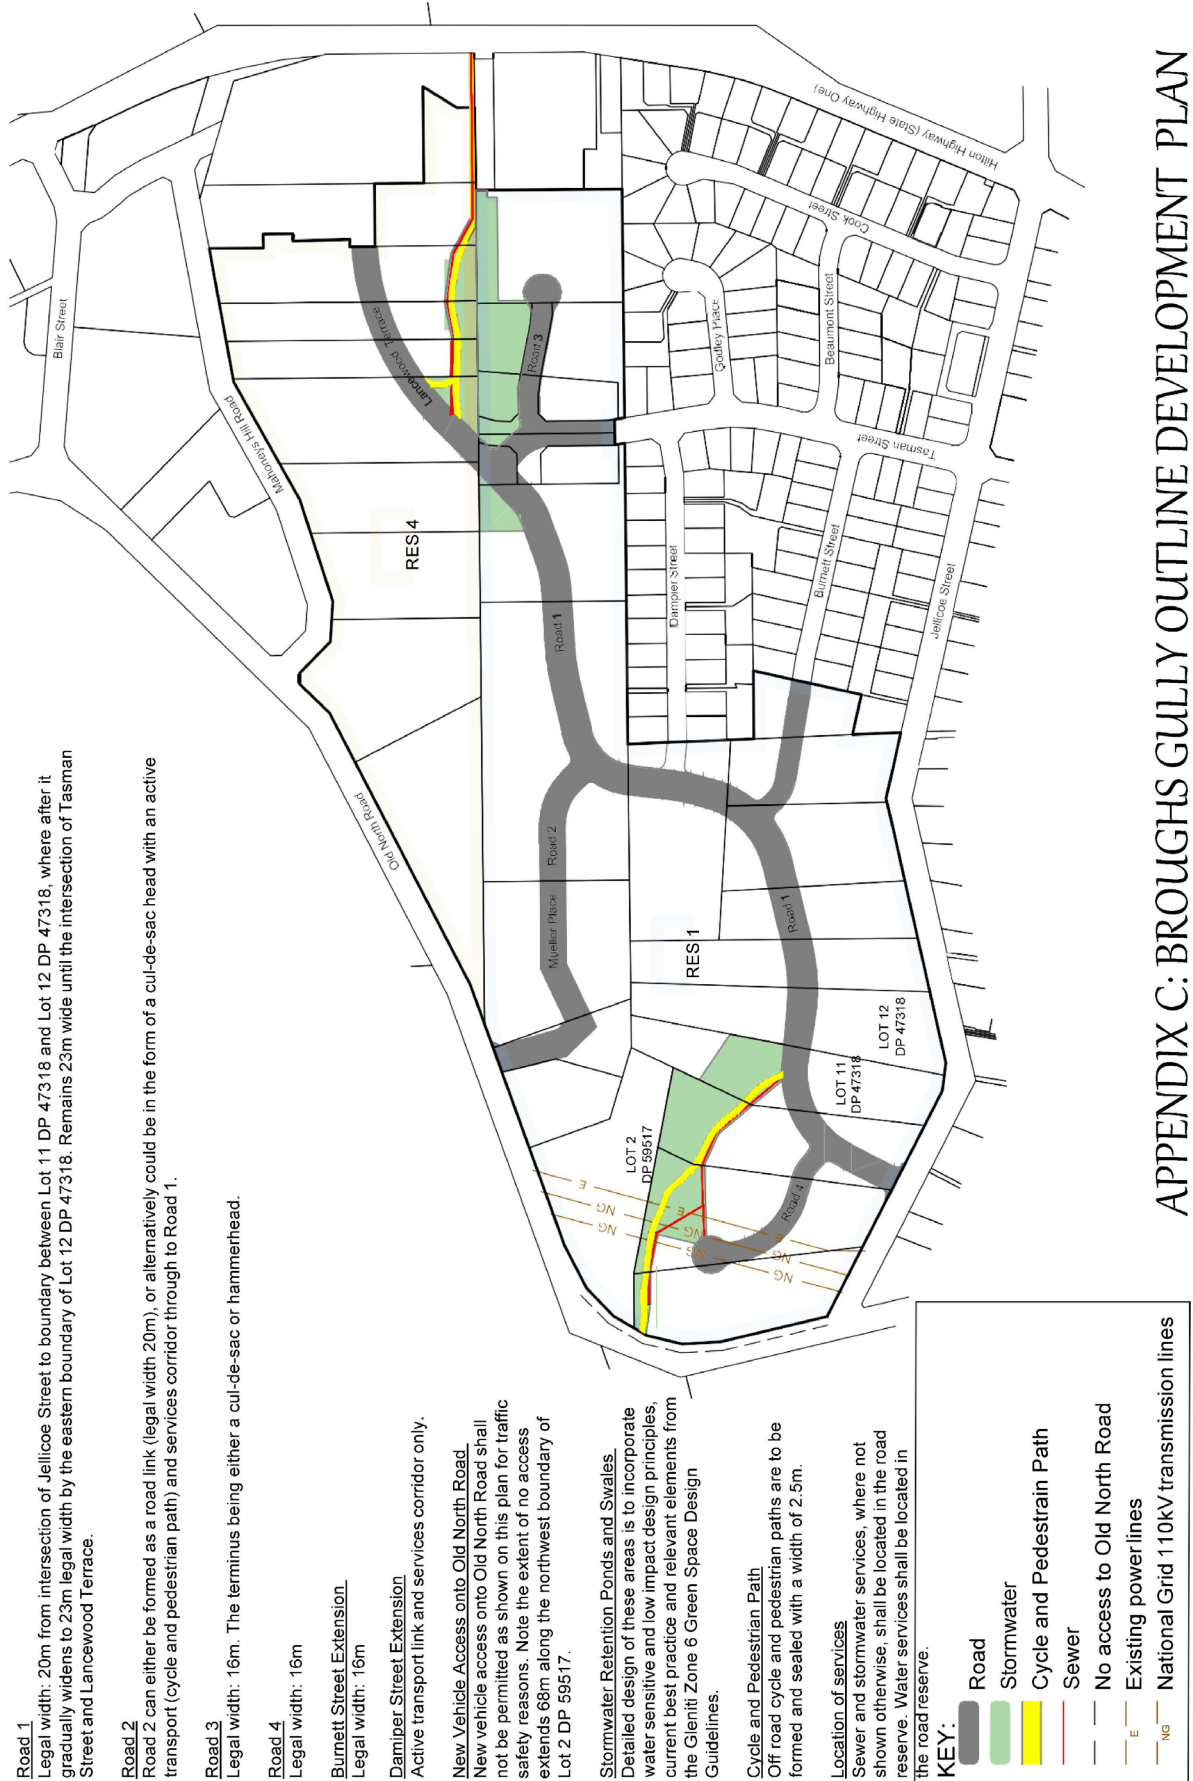 Road 1
Legal width: 20m from intersection of Jellicoe Street to boundary between Lot 11 DP 47318 and Lot 12 DP 47318, where after it
gradually widens to 23m legal width by the eastern boundary of Lot 12 DP 47318. Remains 23m wide until the intersection of Tasman
Street and Lancewood Terrace.
Road 2
Road 2 can either be formed as a road link (legal width 20m), or alternatively could be in the form of a cul-de-sac head with an active
transport (cycle and pedestrian path) and services corridor through to Road 1.
Road 3
Legal width: 16m. The terminus being either a cul-de-sac or hammerhead.
Road 4
Legal width: 16m
Burnett Street Extension
Legal width: 16m
Damiper Street Extension
Active transport link and services corridor only.
New Vehicle Access onto Old North Road
New vehicle access onto Old North Road shall
not be permitted as shown on this plan for traffic
safety reasons. Note the extent of no access
extends 68m along the northwest boundary of
Lot 2 DP 59517.
Stormwater Retention Ponds and Swales
Detailed design of these areas is to incorporate
water sensitive and low impact design principles,
current best practice and relevant elements from
the Gleniti Zone 6 Green Space Design
Guidelines.
Cycle and Pedestrian Path
Off road cycle and pedestrian paths are to be
formed and sealed with a width of 2.5m.
Location of services
Sewer and stormwater services, where not
shown otherwise, shall be located in the road
reserve. Water services shall be located in
the road reserve.
KEY:
Road
Stormwater
Cycle and Pedestrain Path
Sewer
No access to Old North Road
E
Existing powerlines
NG
National Grid 110kV transmission lines
Blair Street
Mahoneys Hill Road
Old North Road
Lancewood Terrace
Road 3
RES 4
Road 1
Road 2
Mueller Place
RES 1
Road 1
Road 4
LOT 2
DP 59517
LOT 11
DP 47318
LOT 12
DP 47318
E
NG
NG
E
NG
NG
E
NG
NG
Hilton Highway (State Highway One)
Cook Street
Godley Place
Beaumont Street
Tasman Street
Dampier Street
Burnett Street
Jellicoe Street
APPENDIX C: BROUGHS GULLY OUTLINE DEVELOPMENT PLAN